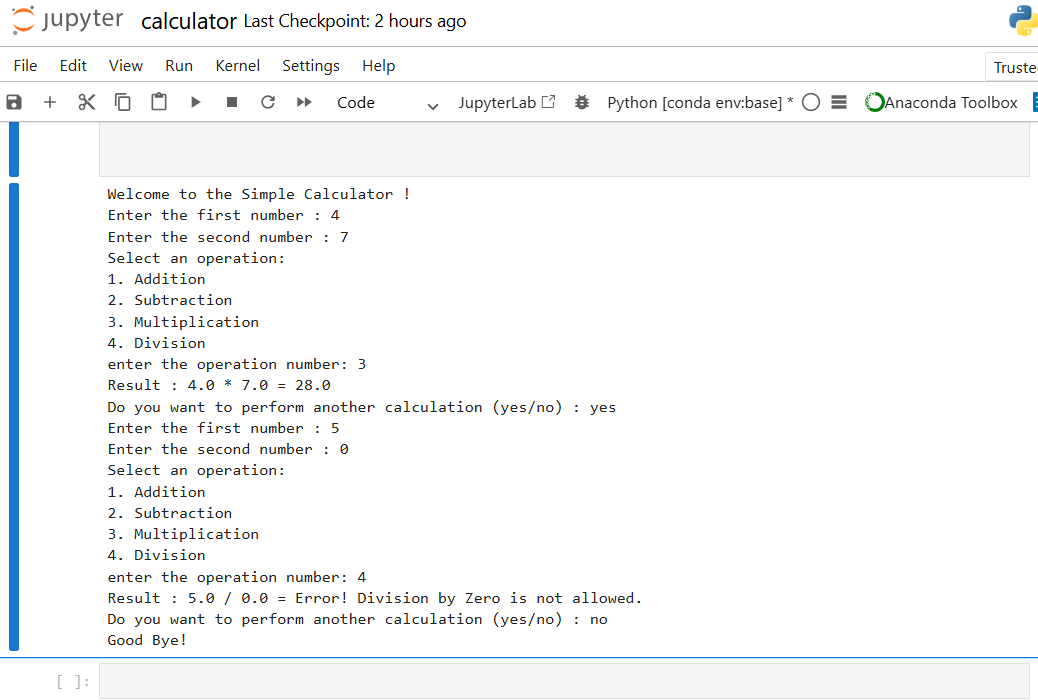 jupyter calculator Last Checkpoint: 2 hours ago
File Edit View Run Kernel Settings Help
Truste
Code JupyterLab Python [conda env:base] * Anaconda Toolbox
Welcome to the Simple Calculator !
Enter the first number : 4
Enter the second number : 7
Select an operation:
1. Addition
2. Subtraction
3. Multiplication
4. Division
enter the operation number: 3
Result : 4.0 * 7.0 = 28.0
Do you want to perform another calculation (yes/no) : yes
Enter the first number : 5
Enter the second number : 0
Select an operation:
1. Addition
2. Subtraction
3. Multiplication
4. Division
enter the operation number: 4
Result : 5.0 / 0.0 = Error! Division by Zero is not allowed.
Do you want to perform another calculation (yes/no) : no
Good Bye!
[ ]: